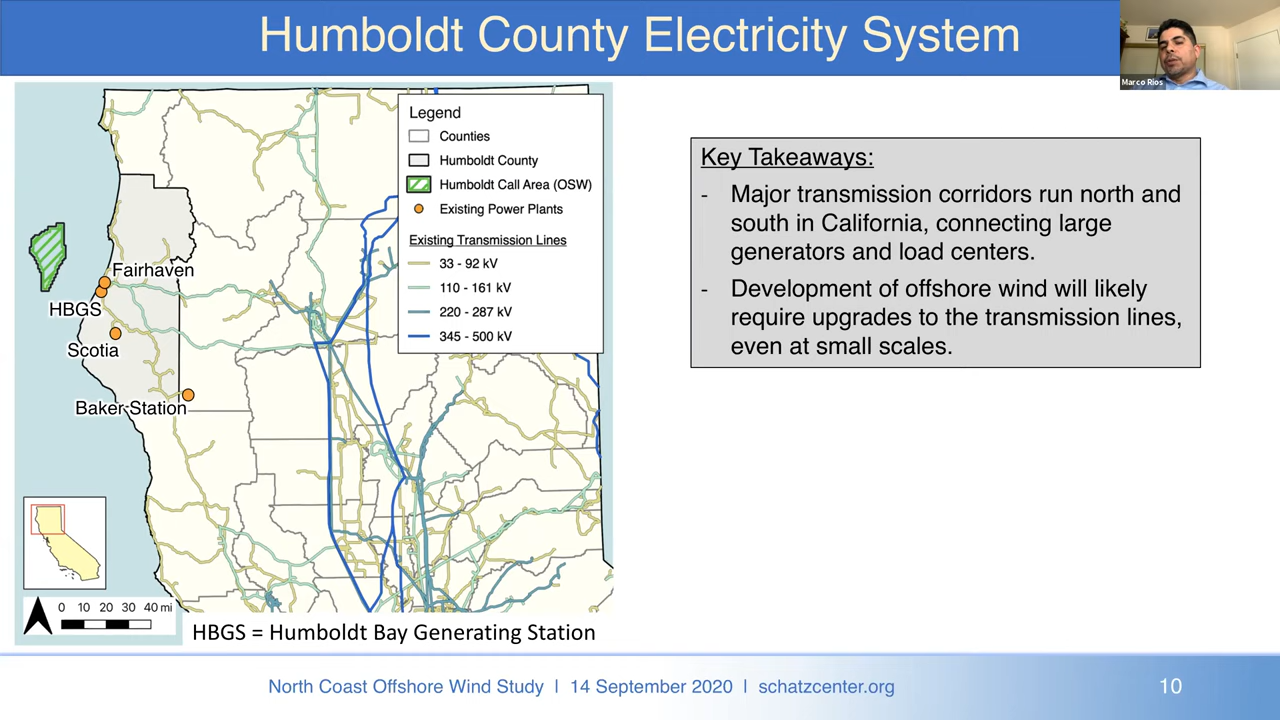 Humboldt County Electricity System
Marco Rios
Legend
Counties
Humboldt County
Humboldt Call Area (OSW)
Existing Power Plants
Existing Transmission Lines
33 - 92 kV
110 - 161 kV
220 - 287 kV
345 - 500 kV
Fairhaven
HBGS
Scotia
Baker Station
0 10 20 30 40 mi
HBGS = Humboldt Bay Generating Station
Key Takeaways:
- Major transmission corridors run north and
south in California, connecting large
generators and load centers.
- Development of offshore wind will likely
require upgrades to the transmission lines,
even at small scales.
North Coast Offshore Wind Study | 14 September 2020 | schatzcenter.org
10